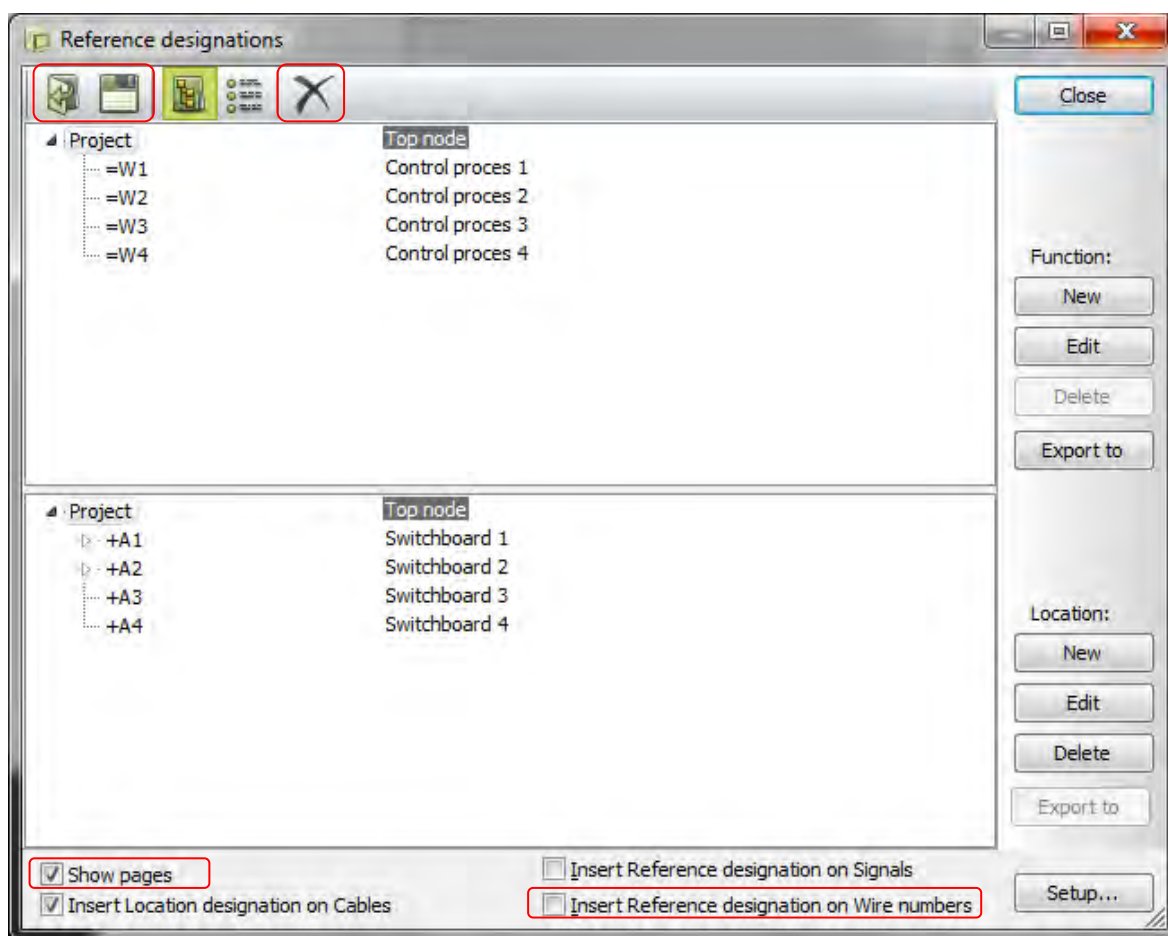 Reference designations
Close
Project Top node
=W1 Control proces 1
=W2 Control proces 2
=W3 Control proces 3
=W4 Control proces 4
Function:
New
Edit
Delete
Export to
Project Top node
+A1 Switchboard 1
+A2 Switchboard 2
+A3 Switchboard 3
+A4 Switchboard 4
Location:
New
Edit
Delete
Export to
Show pages
Insert Reference designation on Signals
Insert Location designation on Cables
Insert Reference designation on Wire numbers
Setup...